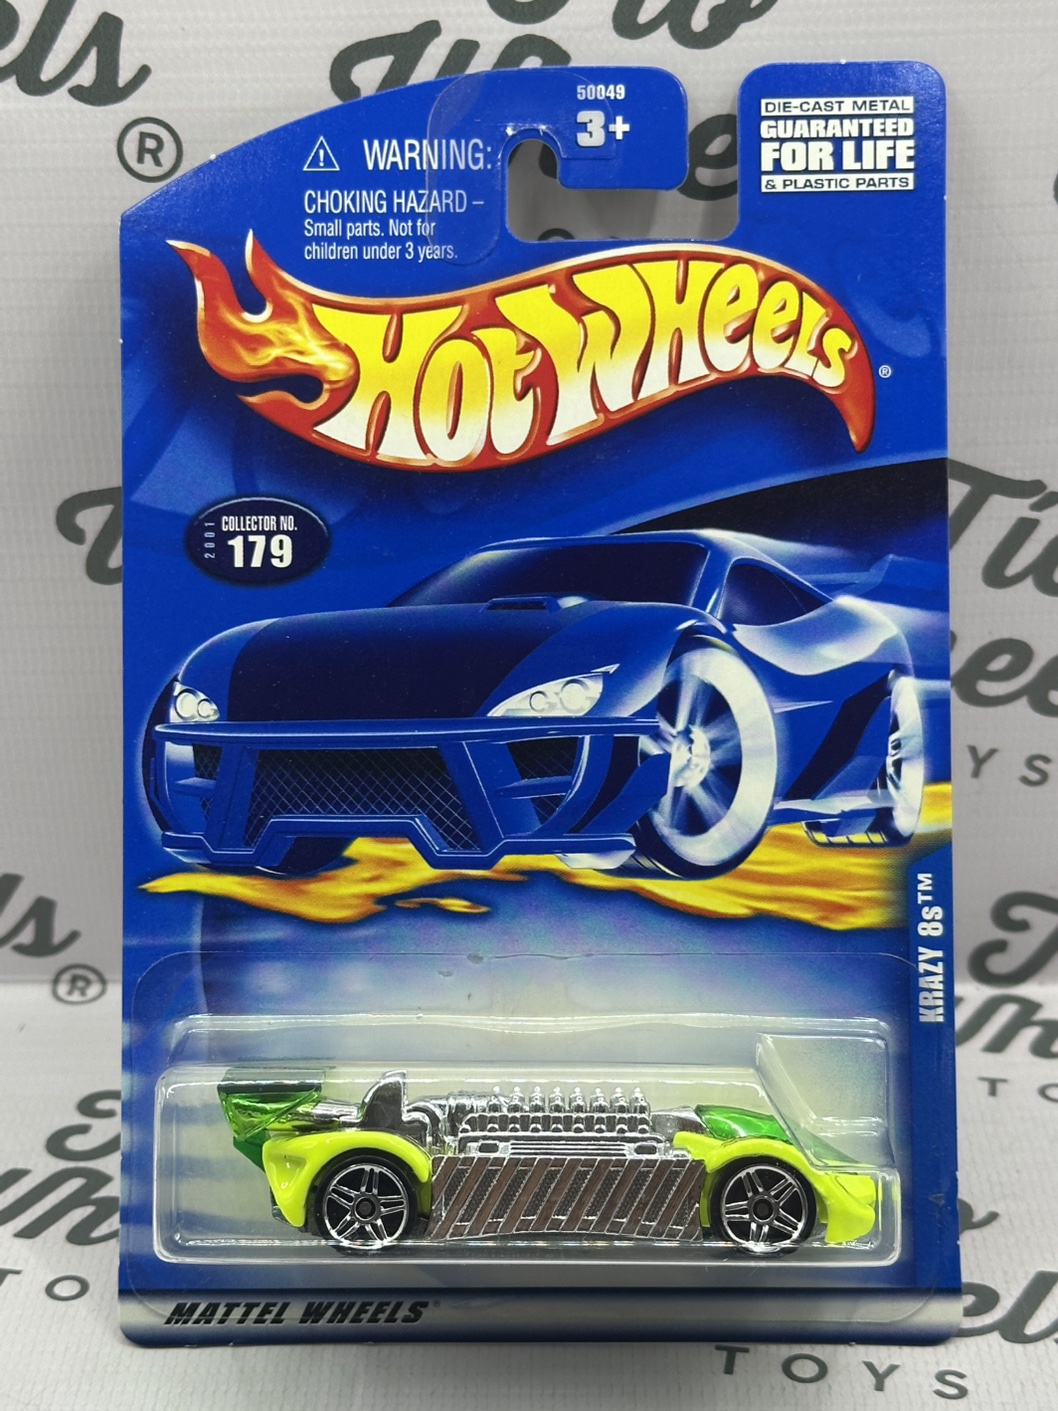 50049
3+
WARNING:
CHOKING HAZARD –
Small parts. Not for
children under 3 years.
DIE-CAST METAL
GUARANTEED
FOR LIFE
& PLASTIC PARTS
HOT WHEELS®
2001
COLLECTOR NO.
179
KRAZY 8s™
MATTEL WHEELS®
TOYS